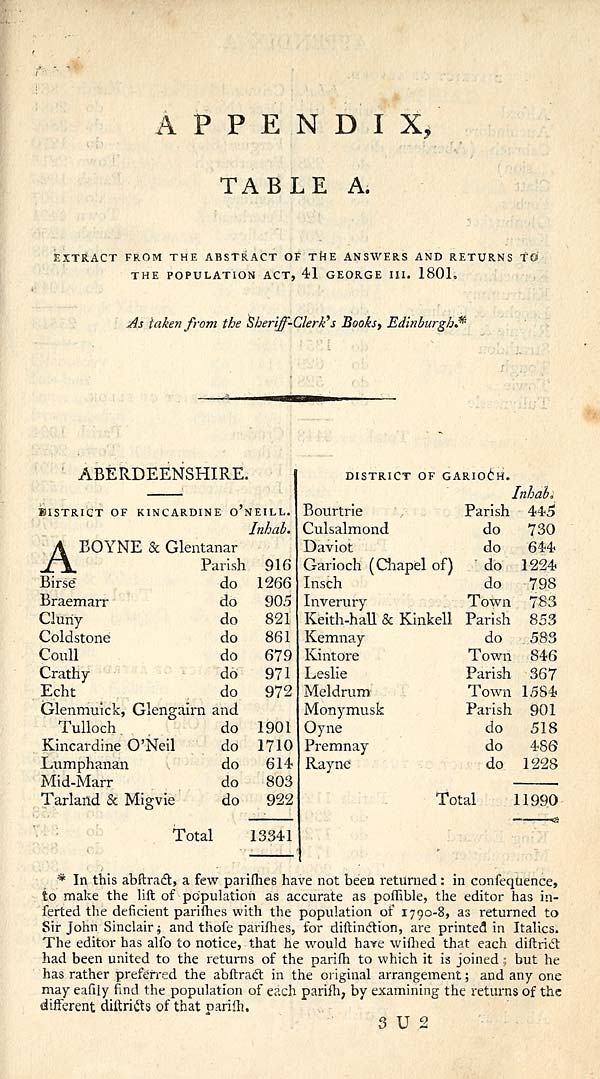 APPENDIX,
TABLE A.
EXTRACT FROM THE ABSTRACT OF THE ANSWERS AND RETURNS TO
THE POPULATION ACT, 41 GEORGE III. 1801.
As taken from the Sheriff-Clerk's Books, Edinburgh.*
ABERDEENSHIRE.
DISTRICT OF KINCARDINE O'NEILL.
Inhab.
ABOYNE & Glentanar
Parish 916
Birse do 1266
Braemarr do 905
Cluny do 821
Coldstone do 861
Coull do 679
Crathy do 971
Echt do 972
Glenmuick, Glengairn and
Tulloch do 1901
Kincardine O'Neil do 1710
Lumphanan do 614
Mid-Marr do 803
Tarland & Migvie do 922
Total 13341
DISTRICT OF GARIOCH.
Inhab.
Bourtrie Parish 445
Culsalmond do 730
Daviot do 644
Garioch (Chapel of) do 1224
Insch do 798
Inverury Town 783
Keith-hall & Kinkell Parish 853
Kemnay do 583
Kintore Town 846
Leslie Parish 367
Meldrum Town 1584
Monymusk Parish 901
Oyne do 518
Premnay do 486
Rayne do 1228
Total 11990
* In this abſtract, a few pariſhes have not been returned: in conſequence,
to make the liſt of population as accurate as poſſible, the editor has in-
ſerted the deficient pariſhes with the population of 1790-8, as returned to
Sir John Sinclair; and thoſe pariſhes, for diſtinction, are printed in Italics.
The editor has alſo to notice, that he would have wiſhed that each diſtrict
had been united to the returns of the pariſh to which it is joined; but he
has rather preferred the abſtract in the original arrangement; and any one
may eaſily find the population of each pariſh, by examining the returns of the
different diſtricts of that pariſh.
3 U 2